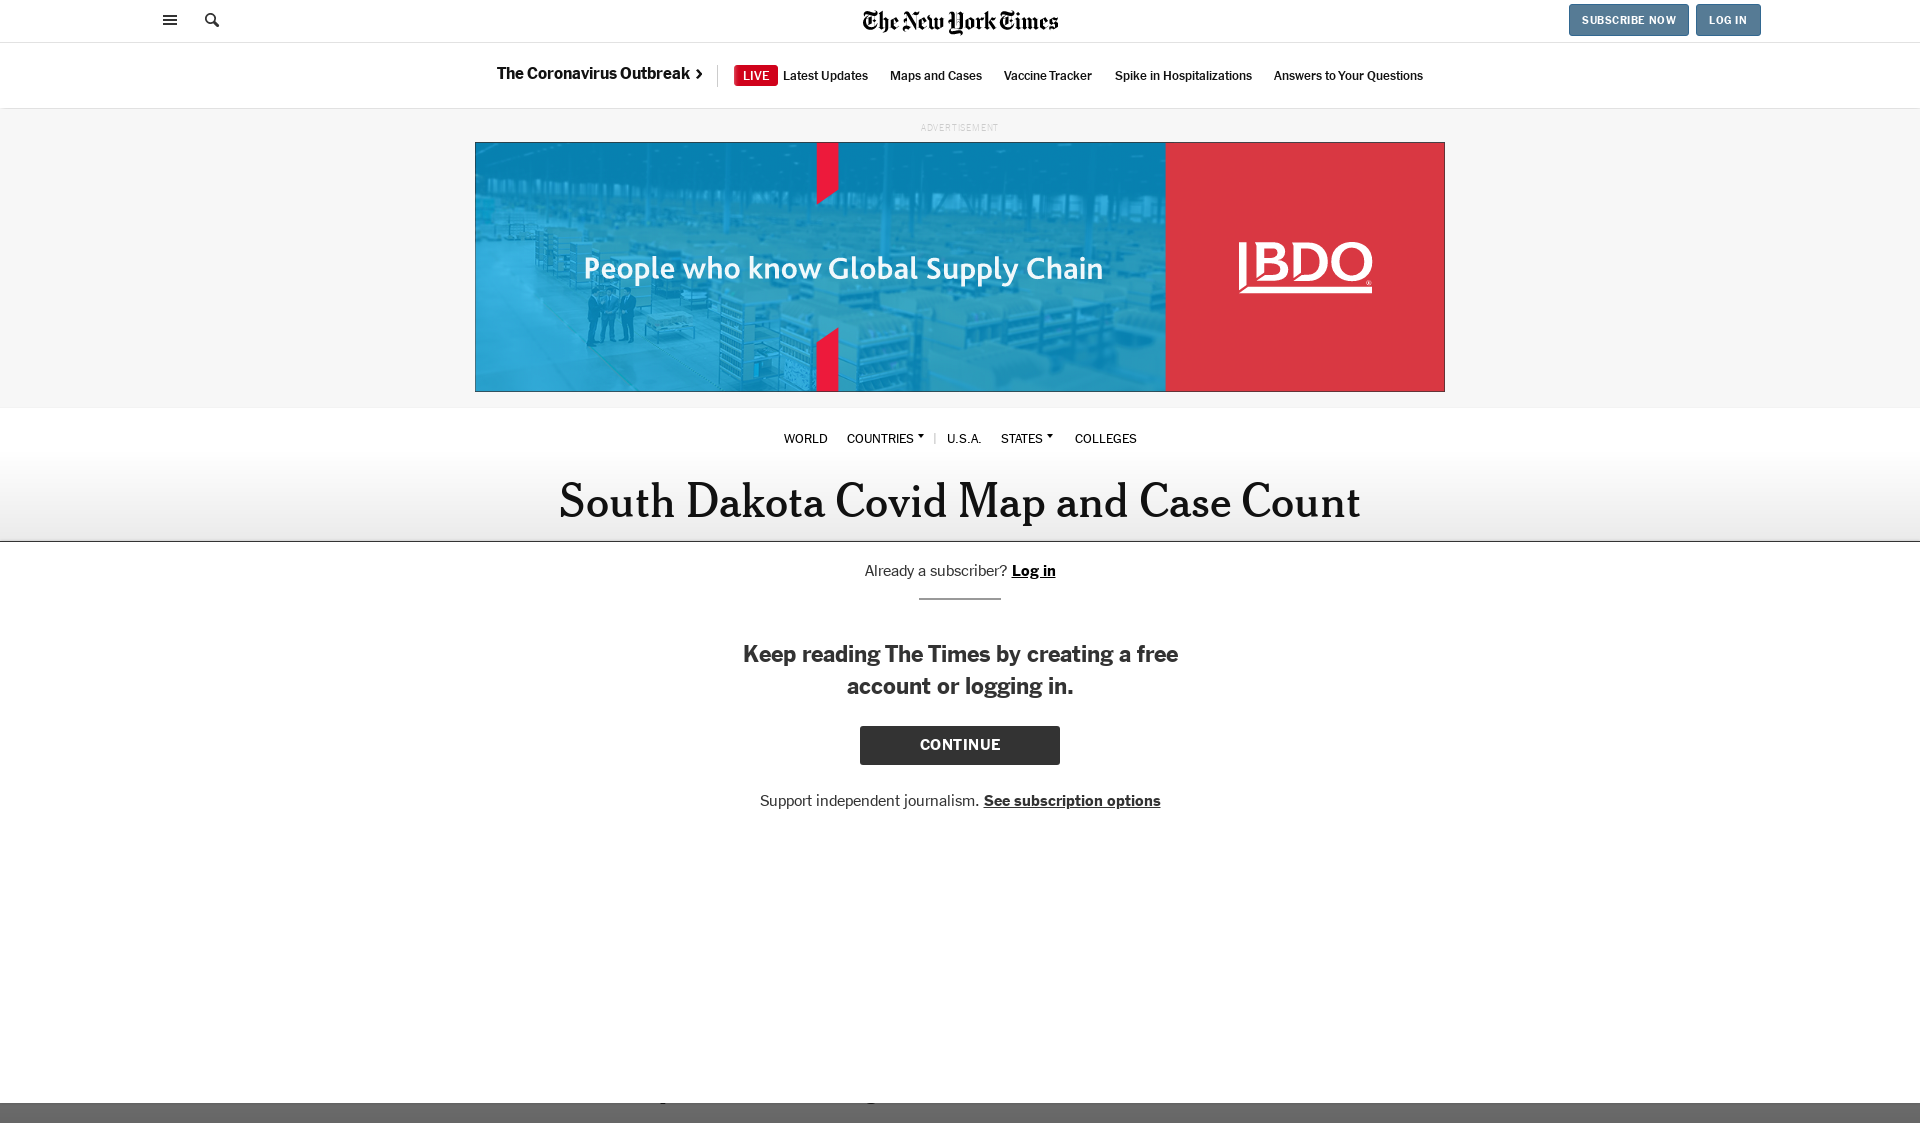 The New York Times
SUBSCRIBE NOW
LOG IN
The Coronavirus Outbreak
LIVE Latest Updates
Maps and Cases
Vaccine Tracker
Spike in Hospitalizations
Answers to Your Questions
ADVERTISEMENT
People who know Global Supply Chain
BDO
WORLD
COUNTRIES
U.S.A.
STATES
COLLEGES
South Dakota Covid Map and Case Count
Already a subscriber? Log in
Keep reading The Times by creating a free
account or logging in.
CONTINUE
Support independent journalism. See subscription options